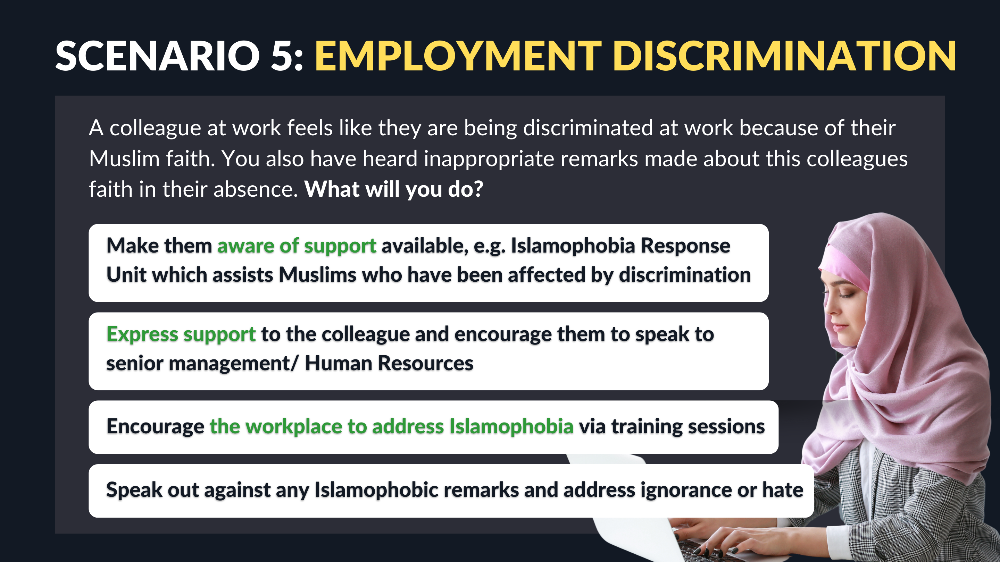 SCENARIO 5: EMPLOYMENT DISCRIMINATION
A colleague at work feels like they are being discriminated at work because of their
Muslim faith. You also have heard inappropriate remarks made about this colleagues
faith in their absence. What will you do?
Make them aware of support available, e.g. Islamophobia Response
Unit which assists Muslims who have been affected by discrimination
Express support to the colleague and encourage them to speak to
senior management/ Human Resources
Encourage the workplace to address Islamophobia via training sessions
Speak out against any Islamophobic remarks and address ignorance or hate